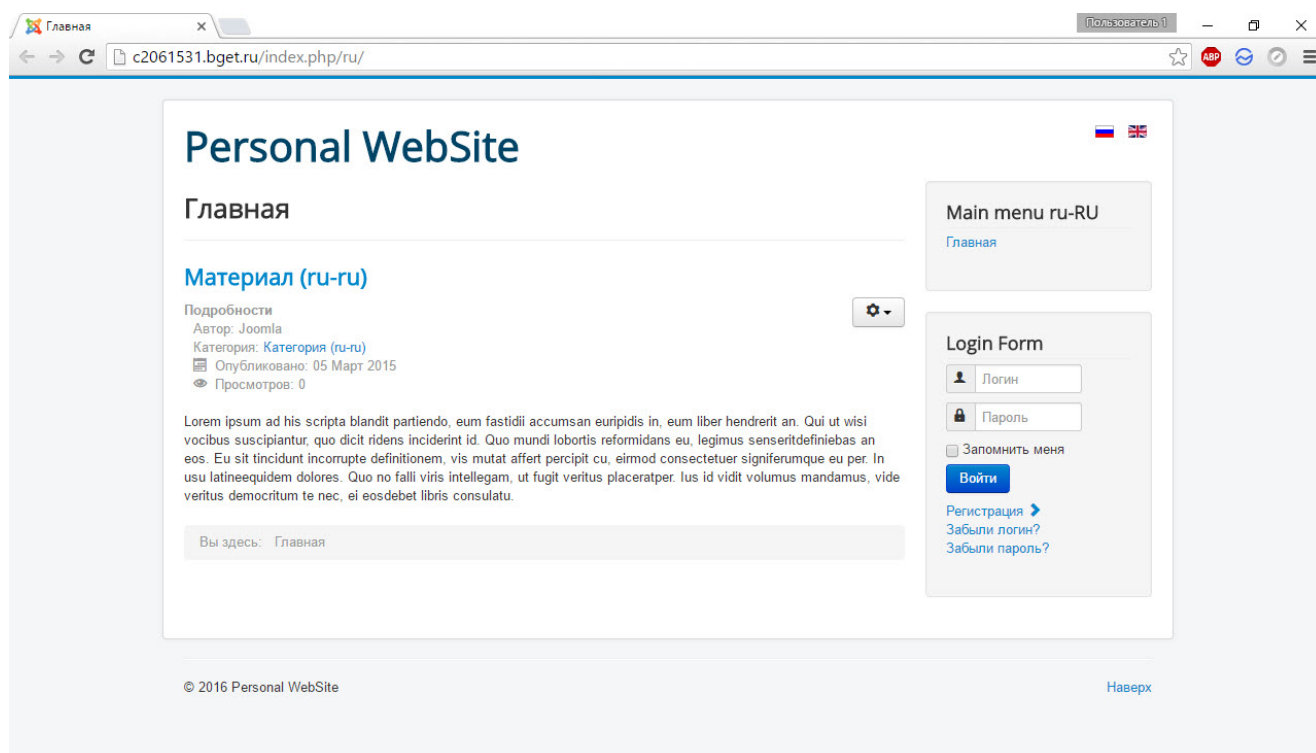 Главная
Пользователь 1
c2061531.bget.ru/index.php/ru/
ABP
Personal WebSite
Главная
Материал (ru-ru)
Подробности
Автор: Joomla
Категория: Категория (ru-ru)
Опубликовано: 05 Март 2015
Просмотров: 0
Lorem ipsum ad his scripta blandit partiendo, eum fastidii accumsan euripidis in, eum liber hendrerit an. Qui ut wisi
vocibus suscipiantur, quo dicit ridens inciderint id. Quo mundi lobortis reformidans eu, legimus senseritdefiniebas an
eos. Eu sit tincidunt incorrupte definitionem, vis mutat affert percipit cu, eirmod consectetuer signiferumque eu per. In
usu latineequidem dolores. Quo no falli viris intellegam, ut fugit veritus placeratper. Ius id vidit volumus mandamus, vide
veritus democritum te nec, ei eosdebet libris consulatu.
Вы здесь: Главная
Main menu ru-RU
Главная
Login Form
Логин
Пароль
Запомнить меня
Войти
Регистрация
Забыли логин?
Забыли пароль?
© 2016 Personal WebSite
Наверх